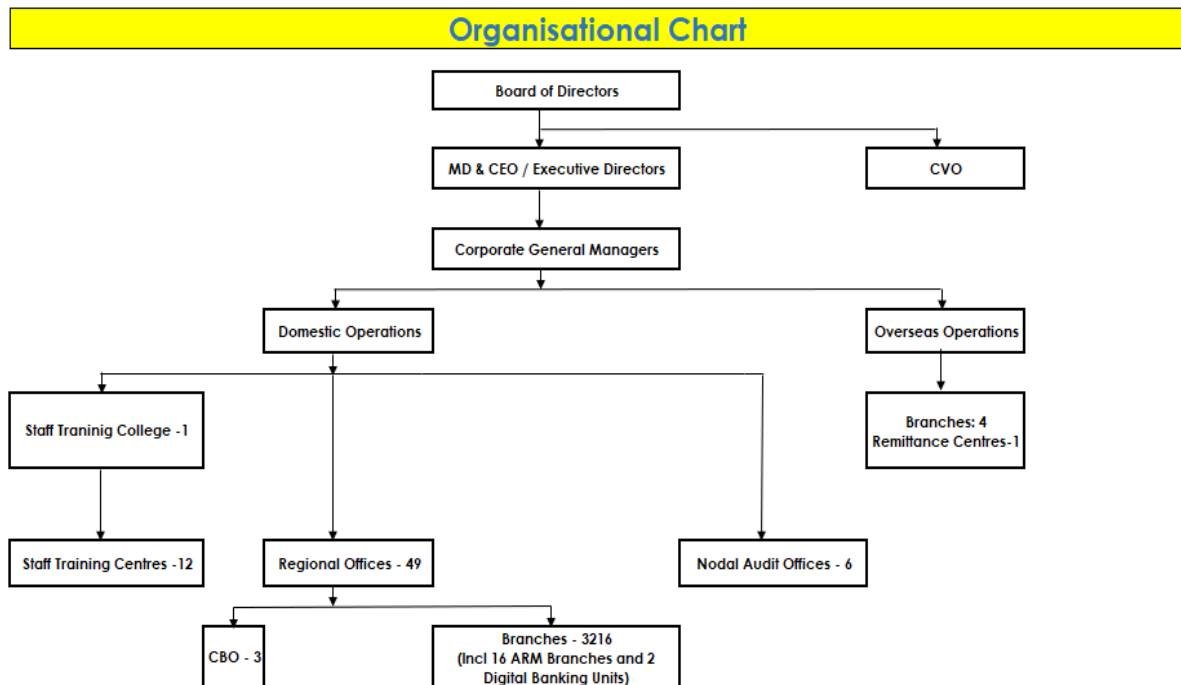 Organisational Chart
Board of Directors
MD & CEO / Executive Directors
CVO
Corporate General Managers
Domestic Operations
Overseas Operations
Staff Traninig College -1
Branches: 4
Remittance Centres-1
Staff Training Centres -12
Regional Offices - 49
Nodal Audit Offices - 6
CBO - 3
Branches - 3216
(Incl 16 ARM Branches and 2
Digital Banking Units)